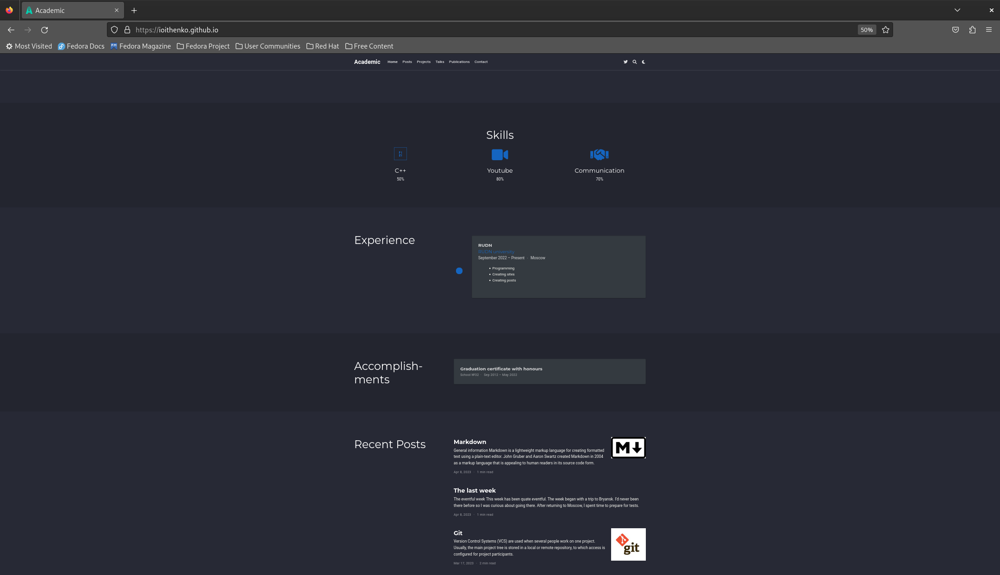 Academic
https://ioithenko.github.io
50%
Most Visited
Fedora Docs
Fedora Magazine
Fedora Project
User Communities
Red Hat
Free Content
Academic
Home
Posts
Projects
Talks
Publications
Contact
Skills
C++
50%
Youtube
80%
Communication
70%
Experience
RUDN
RUDN university
September 2022 – Present · Moscow
• Programming
• Creating sites
• Creating posts
Accomplish-
ments
Graduation certificate with honours
School №32 · Sep 2012 – May 2022
Recent Posts
Markdown
General information Markdown is a lightweight markup language for creating formatted
text using a plain-text editor. John Gruber and Aaron Swartz created Markdown in 2004
as a markup language that is appealing to human readers in its source code form.
Apr 8, 2023 · 1 min read
M
The last week
The eventful week This week has been quate eventful. The week began with a trip to Bryansk. I'd never been
there before so I was curious about going there. After returning to Moscow, I spent time to prepare for tests.
Apr 8, 2023 · 1 min read
Git
Version Control Systems (VCS) are used when several people work on one project.
Usually, the main project tree is stored in a local or remote repository, to which access is
configured for project participants.
Mar 17, 2023 · 2 min read
git